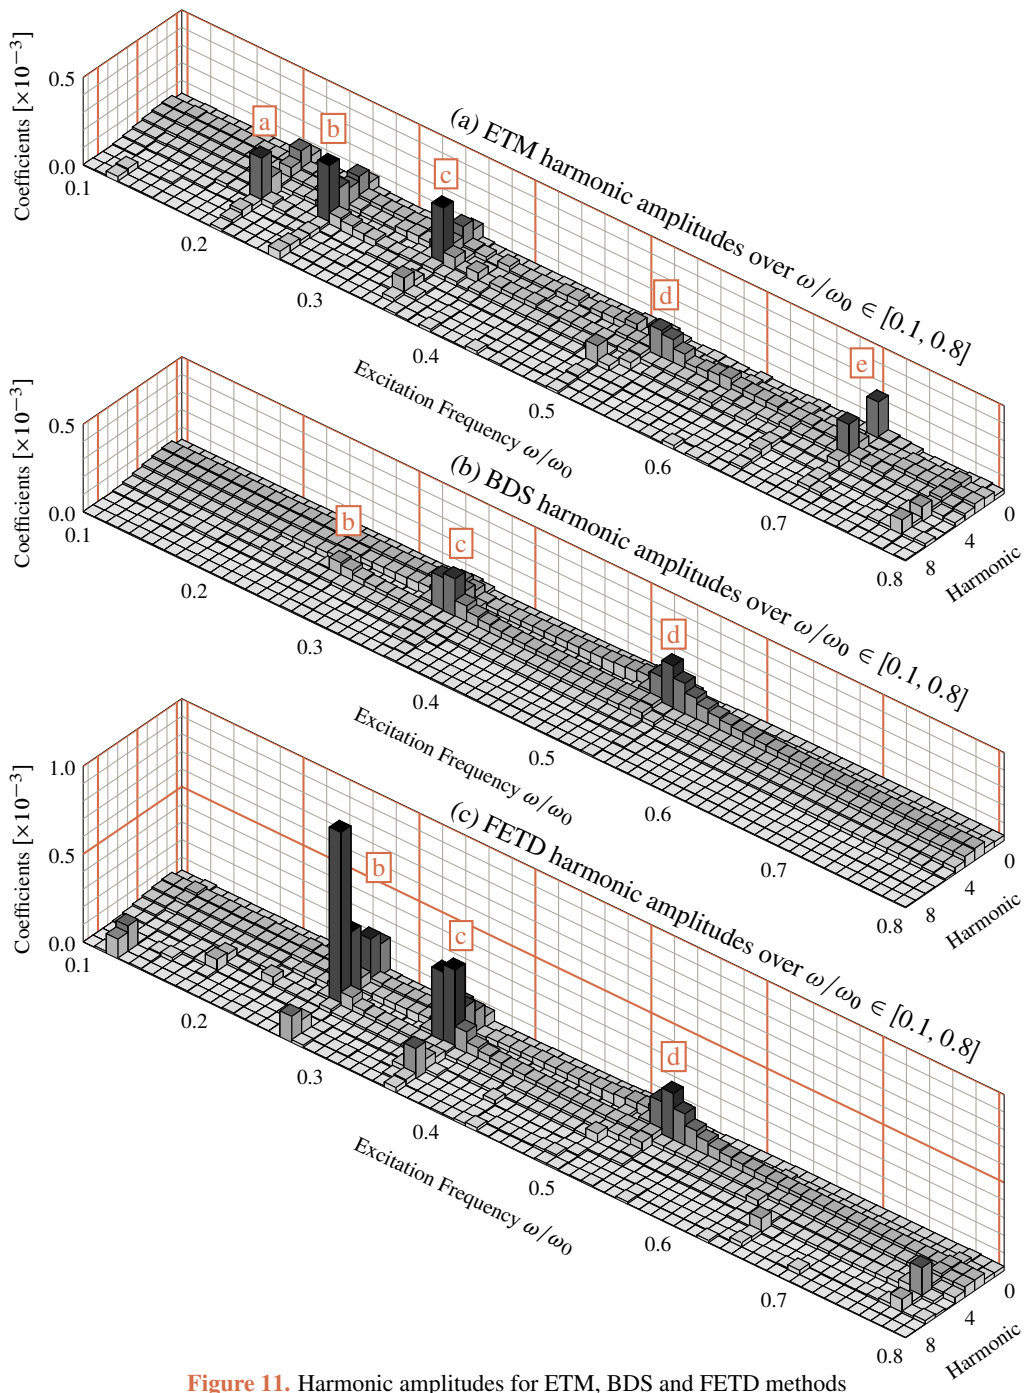 0.5
Coefficients [×10⁻³]
0.0
0.1
0.2
0.3
0.4
0.5
0.6
0.7
0.8
a
b
c
d
e
(a) ETM harmonic amplitudes over ω/ω₀ ∈ [0.1, 0.8]
Excitation Frequency ω/ω₀
8
4
0
Harmonic
0.5
Coefficients [×10⁻³]
0.0
0.1
0.2
0.3
0.4
0.5
0.6
0.7
0.8
b
c
d
(b) BDS harmonic amplitudes over ω/ω₀ ∈ [0.1, 0.8]
Excitation Frequency ω/ω₀
8
4
0
Harmonic
1.0
0.5
Coefficients [×10⁻³]
0.0
0.1
0.2
0.3
0.4
0.5
0.6
0.7
0.8
b
c
d
(c) FETD harmonic amplitudes over ω/ω₀ ∈ [0.1, 0.8]
Excitation Frequency ω/ω₀
8
4
0
Harmonic
Figure 11. Harmonic amplitudes for ETM, BDS and FETD methods